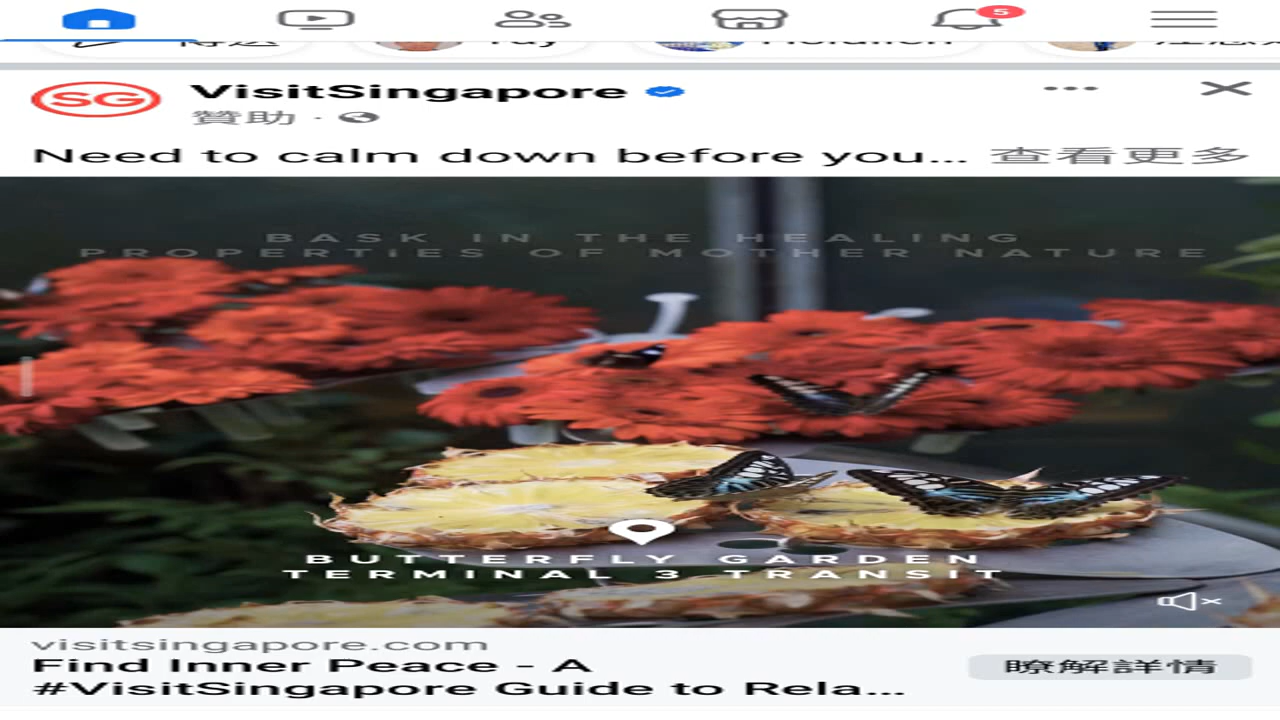 5
SG
VisitSingapore
贊助 ·
Need to calm down before you... 查看更多
BASK IN THE HEALING
PROPERTIES OF MOTHER NATURE
BUTTERFLY GARDEN
TERMINAL 3 TRANSIT
visitsingapore.com
Find Inner Peace - A
#VisitSingapore Guide to Rela...
瞭解詳情